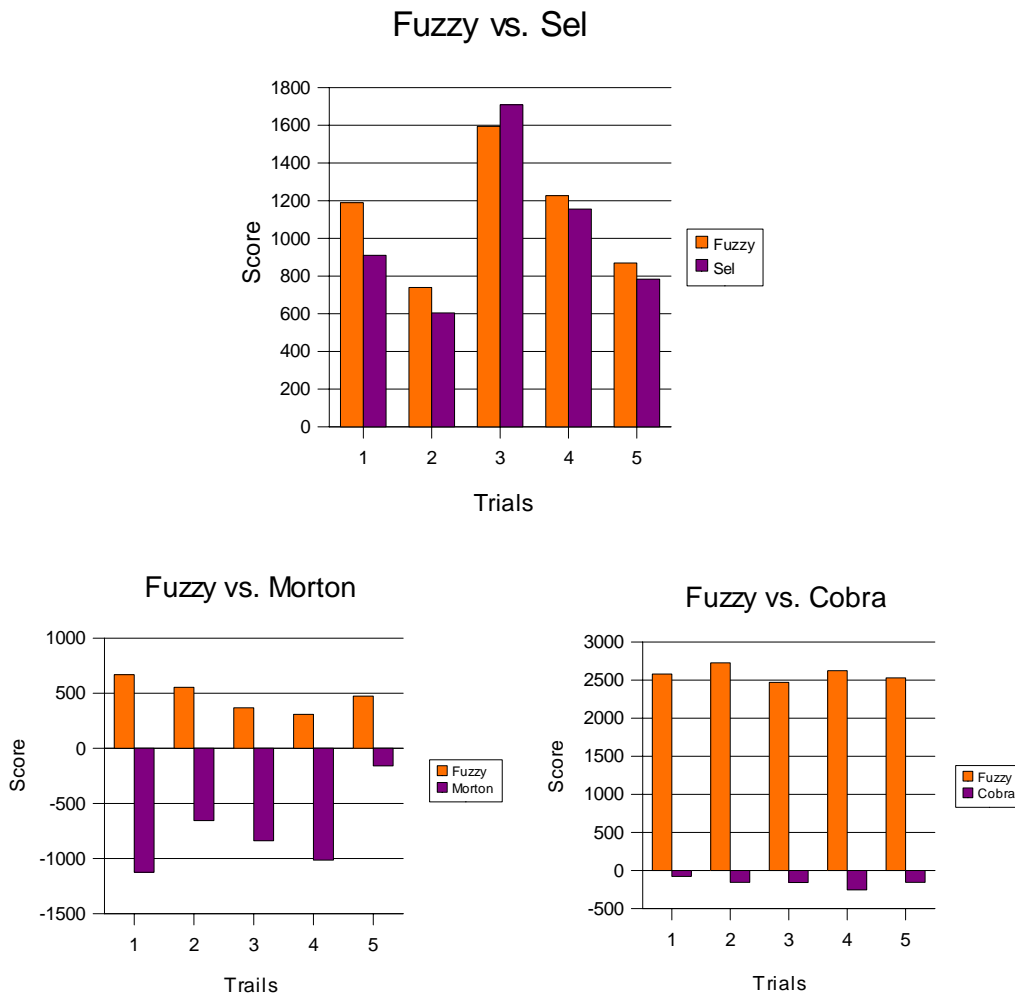 Fuzzy vs. Sel
1800
1600
1400
1200
1000
800
600
400
200
0
Score
1 2 3 4 5
Trials
Fuzzy
Sel
Fuzzy vs. Morton
1000
500
0
-500
-1000
-1500
Score
1 2 3 4 5
Trails
Fuzzy
Morton
Fuzzy vs. Cobra
3000
2500
2000
1500
1000
500
0
-500
Score
1 2 3 4 5
Trials
Fuzzy
Cobra